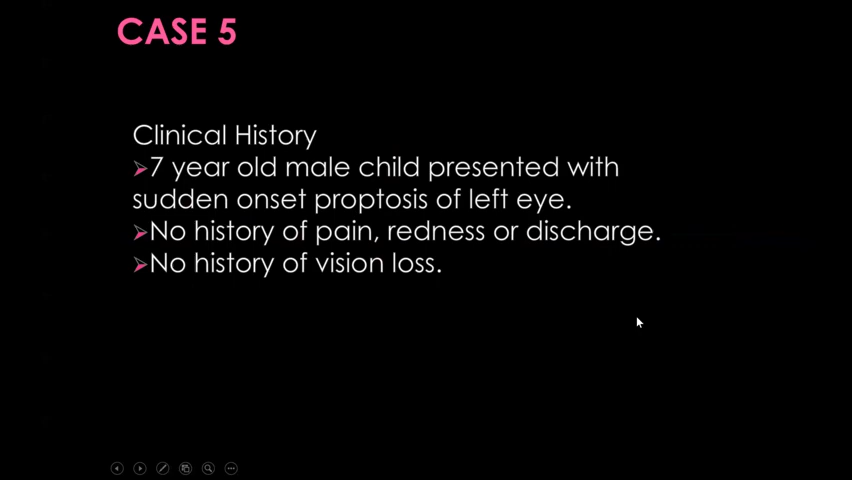 CASE 5
Clinical History
➢7 year old male child presented with
sudden onset proptosis of left eye.
➢No history of pain, redness or discharge.
➢No history of vision loss.